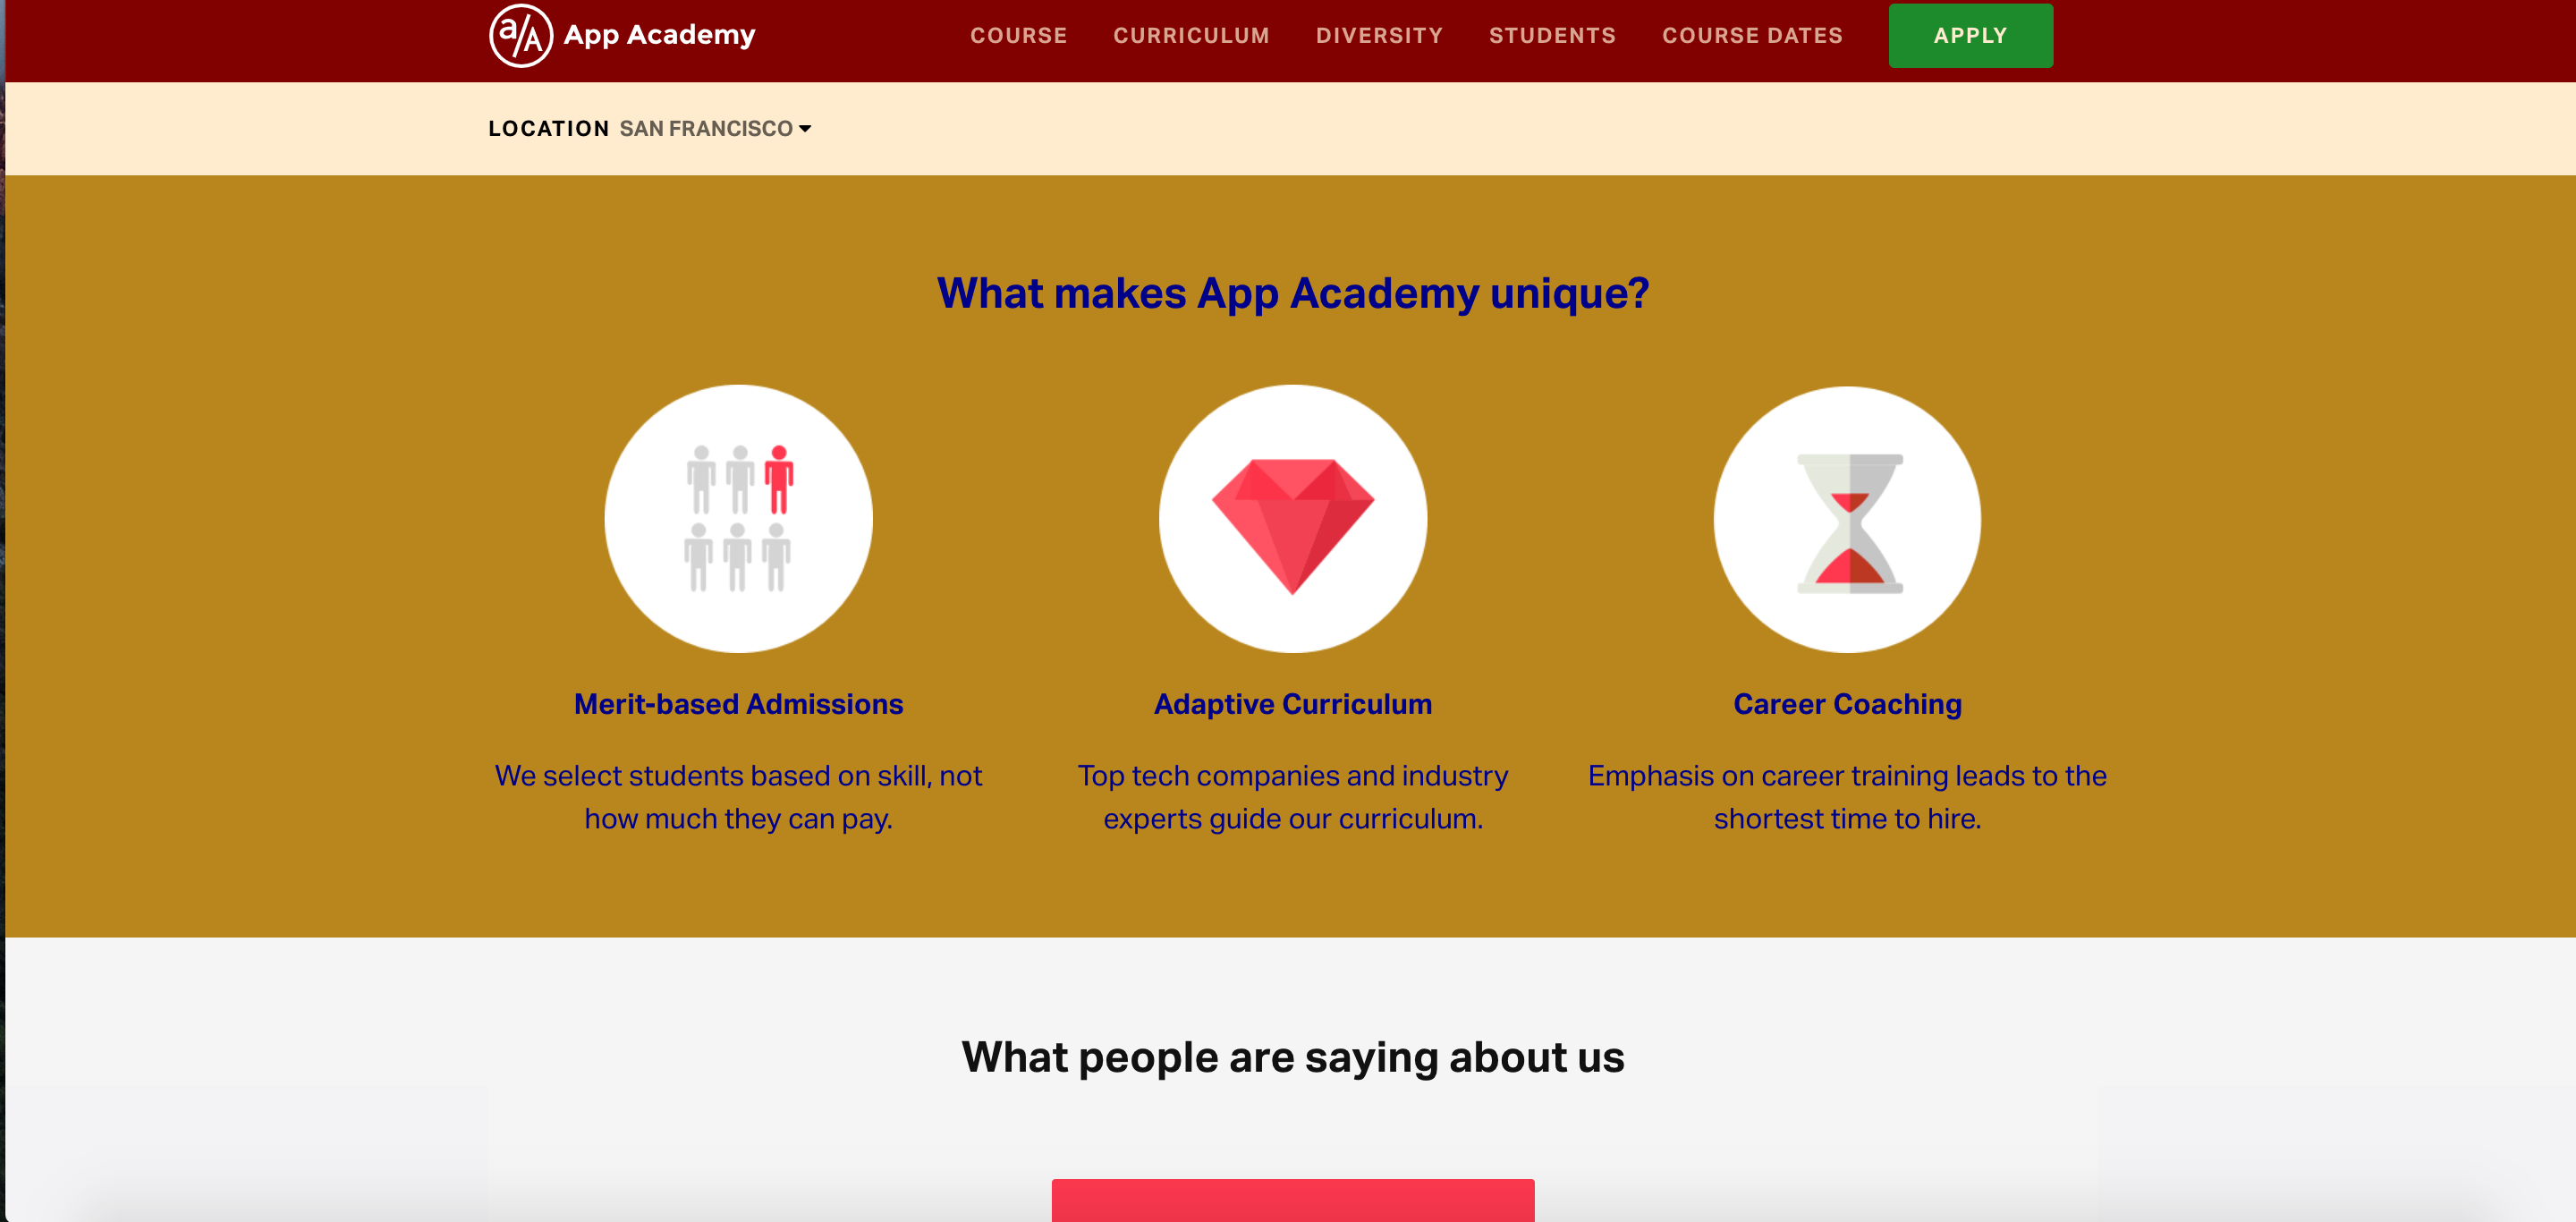 a/A App Academy
COURSE CURRICULUM DIVERSITY STUDENTS COURSE DATES APPLY
LOCATION SAN FRANCISCO
What makes App Academy unique?
Merit-based Admissions
We select students based on skill, not
how much they can pay.
Adaptive Curriculum
Top tech companies and industry
experts guide our curriculum.
Career Coaching
Emphasis on career training leads to the
shortest time to hire.
What people are saying about us